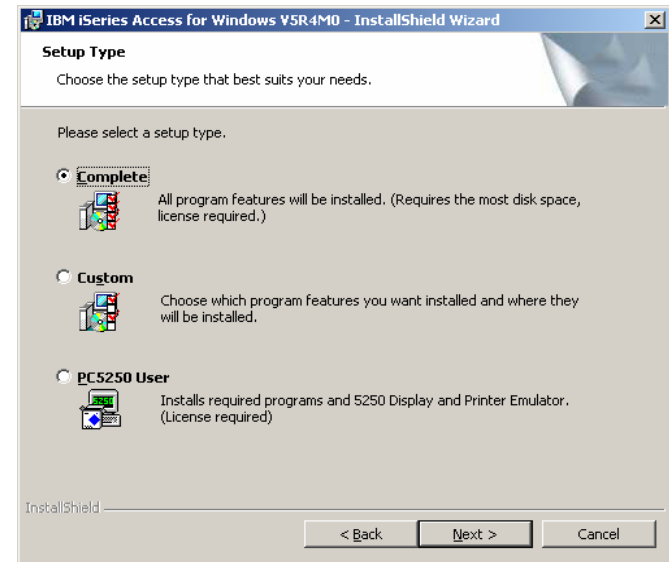 IBM iSeries Access for Windows V5R4M0 - InstallShield Wizard
Setup Type
Choose the setup type that best suits your needs.
Please select a setup type.
Complete
All program features will be installed. (Requires the most disk space,
license required.)
Custom
Choose which program features you want installed and where they
will be installed.
PC5250 User
5250
Installs required programs and 5250 Display and Printer Emulator.
(License required)
InstallShield
< Back
Next >
Cancel